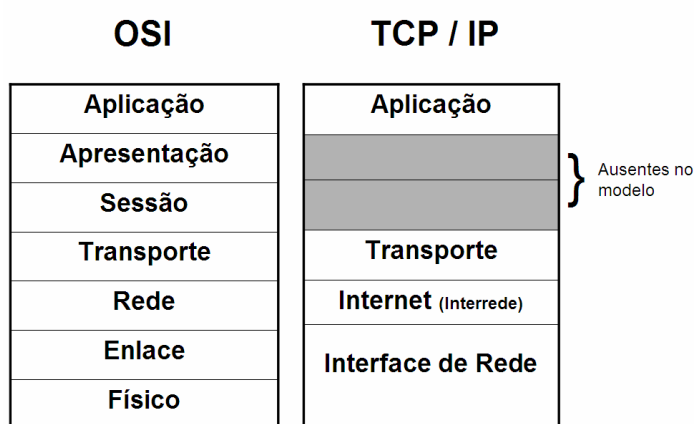 OSI
TCP / IP
Aplicação
Apresentação
Sessão
Transporte
Rede
Enlace
Físico
Aplicação
Transporte
Internet (Interrede)
Interface de Rede
}
Ausentes no
modelo